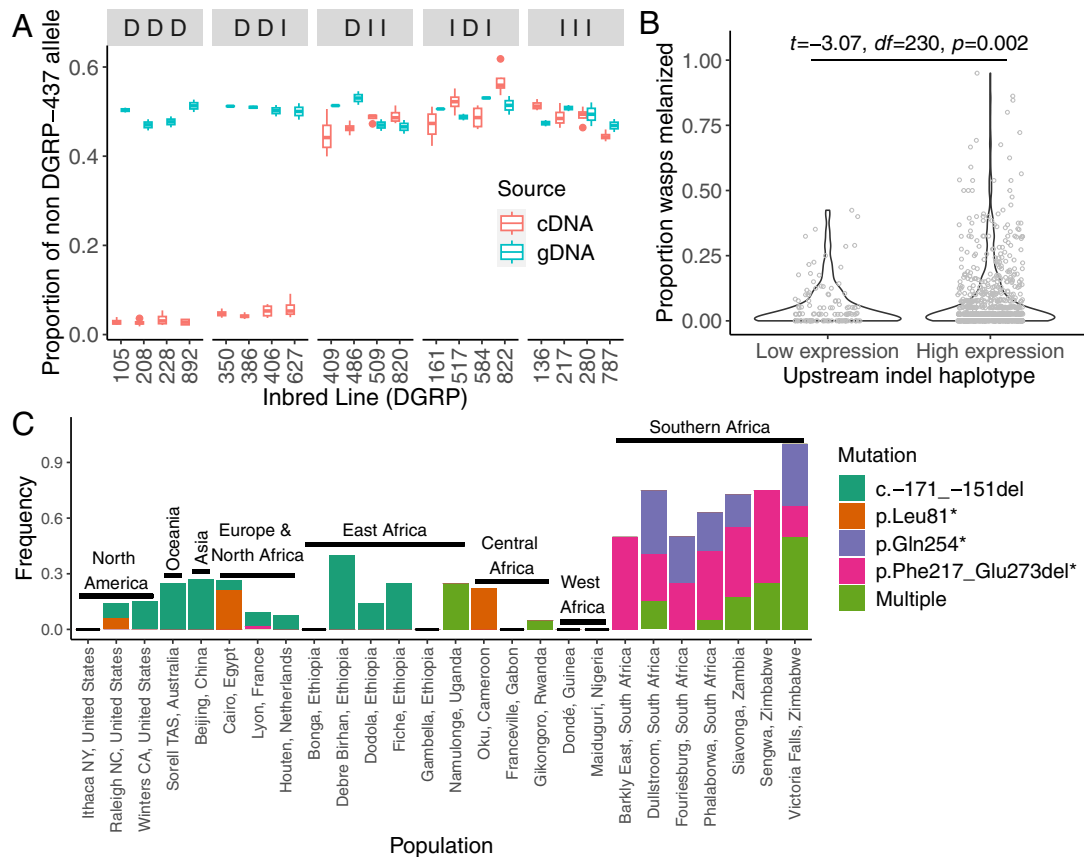 A
D D D
D D I
D I I
I D I
I I I
Proportion of non DGRP−437 allele
0.6
0.4
0.2
0.0
Source
cDNA
gDNA
105
208
228
892
350
386
406
627
409
486
509
820
161
517
584
822
136
217
280
787
Inbred Line (DGRP)
B
t=−3.07, df=230, p=0.002
Proportion wasps melanized
1.00
0.75
0.50
0.25
0.00
Low expression
High expression
Upstream indel haplotype
C
Frequency
0.9
0.6
0.3
0.0
North
America
Oceania
Asia
Europe &
North Africa
East Africa
Central
Africa
West
Africa
Southern Africa
Ithaca NY, United States
Raleigh NC, United States
Winters CA, United States
Sorell TAS, Australia
Beijing, China
Cairo, Egypt
Lyon, France
Houten, Netherlands
Bonga, Ethiopia
Debre Birhan, Ethiopia
Dodola, Ethiopia
Fiche, Ethiopia
Gambella, Ethiopia
Namulonge, Uganda
Oku, Cameroon
Franceville, Gabon
Gikongoro, Rwanda
Dondé, Guinea
Maiduguri, Nigeria
Barkly East, South Africa
Dullstroom, South Africa
Fouriesburg, South Africa
Phalaborwa, South Africa
Siavonga, Zambia
Sengwa, Zimbabwe
Victoria Falls, Zimbabwe
Population
Mutation
c.−171_−151del
p.Leu81*
p.Gln254*
p.Phe217_Glu273del*
Multiple